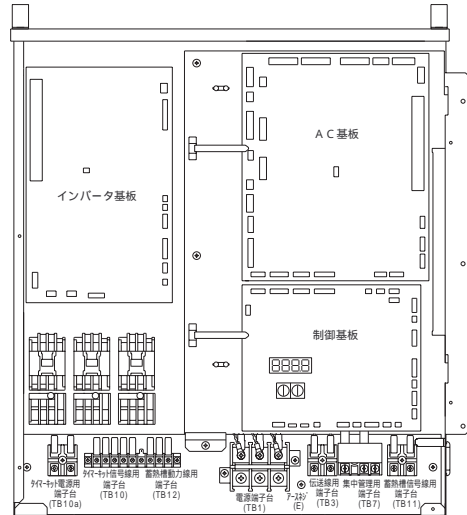 AC基板
インバータ基板
制御基板
8.8.8.8.
ﾀｲﾏｰｷｯﾄ電源用
端子台
(TB10a)
ﾀｲﾏｰｷｯﾄ信号線用
端子台
(TB10)
蓄熱槽動力線用
端子台
(TB12)
電源端子台
(TB1)
ｱｰｽﾈｼﾞ
(E)
伝送線用
端子台
(TB3)
集中管理用
端子台
(TB7)
蓄熱槽信号線用
端子台
(TB11)